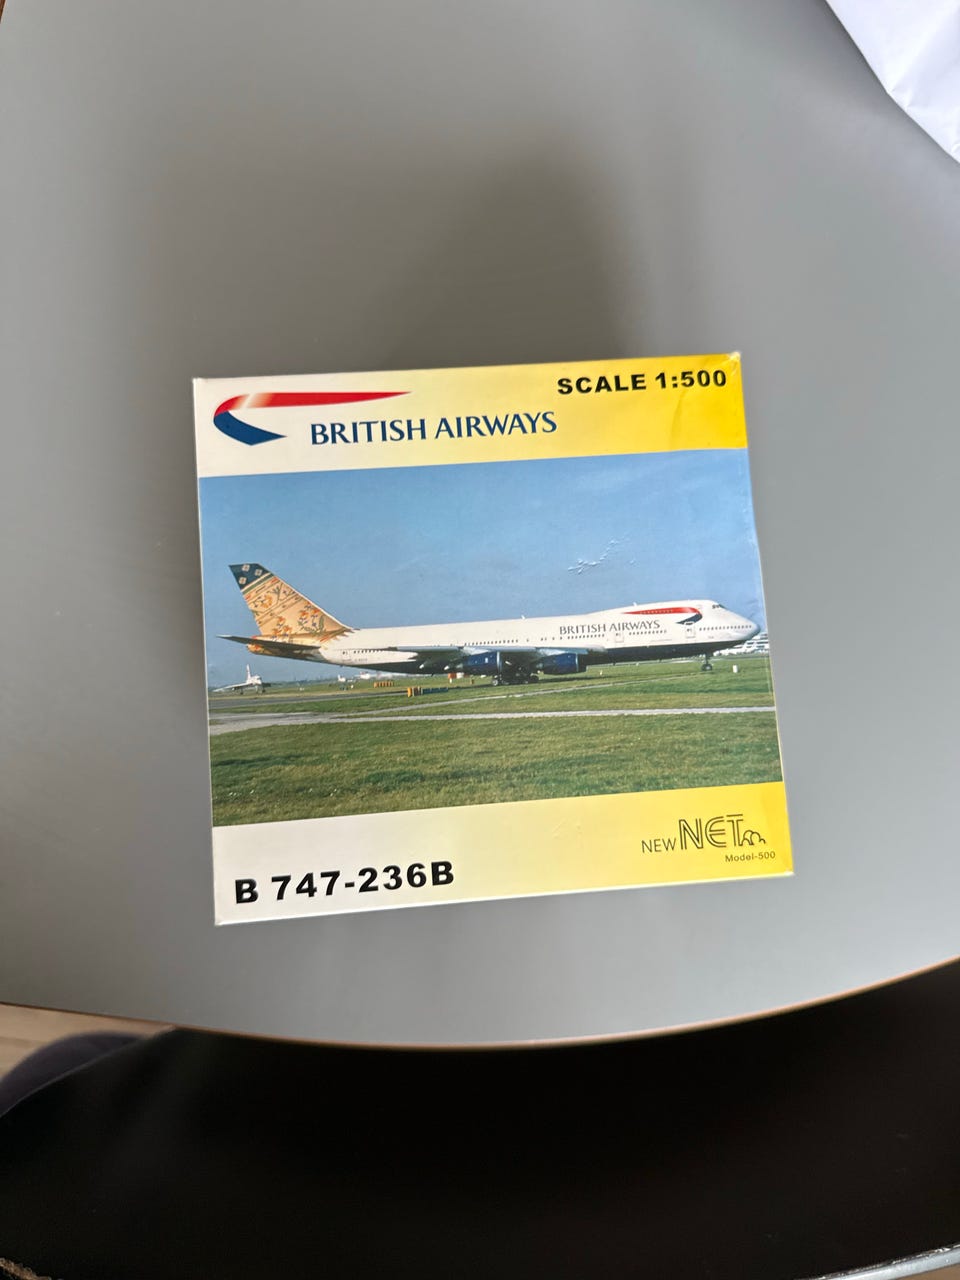 SCALE 1:500
BRITISH AIRWAYS
BRITISH AIRWAYS
NEW NET
Model-500
B 747-236B